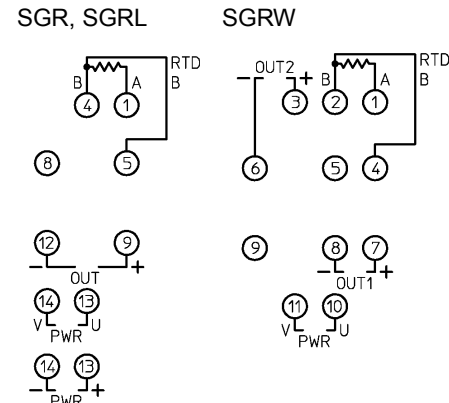 SGR, SGRL
RTD
B A B
4 1
8 5
12 9
- OUT +
14 13
V PWR U
14 13
- PWR +
SGRW
- OUT2 + RTD
B A B
3 2 1
6 5 4
9 8 7
- OUT1 +
11 10
V PWR U